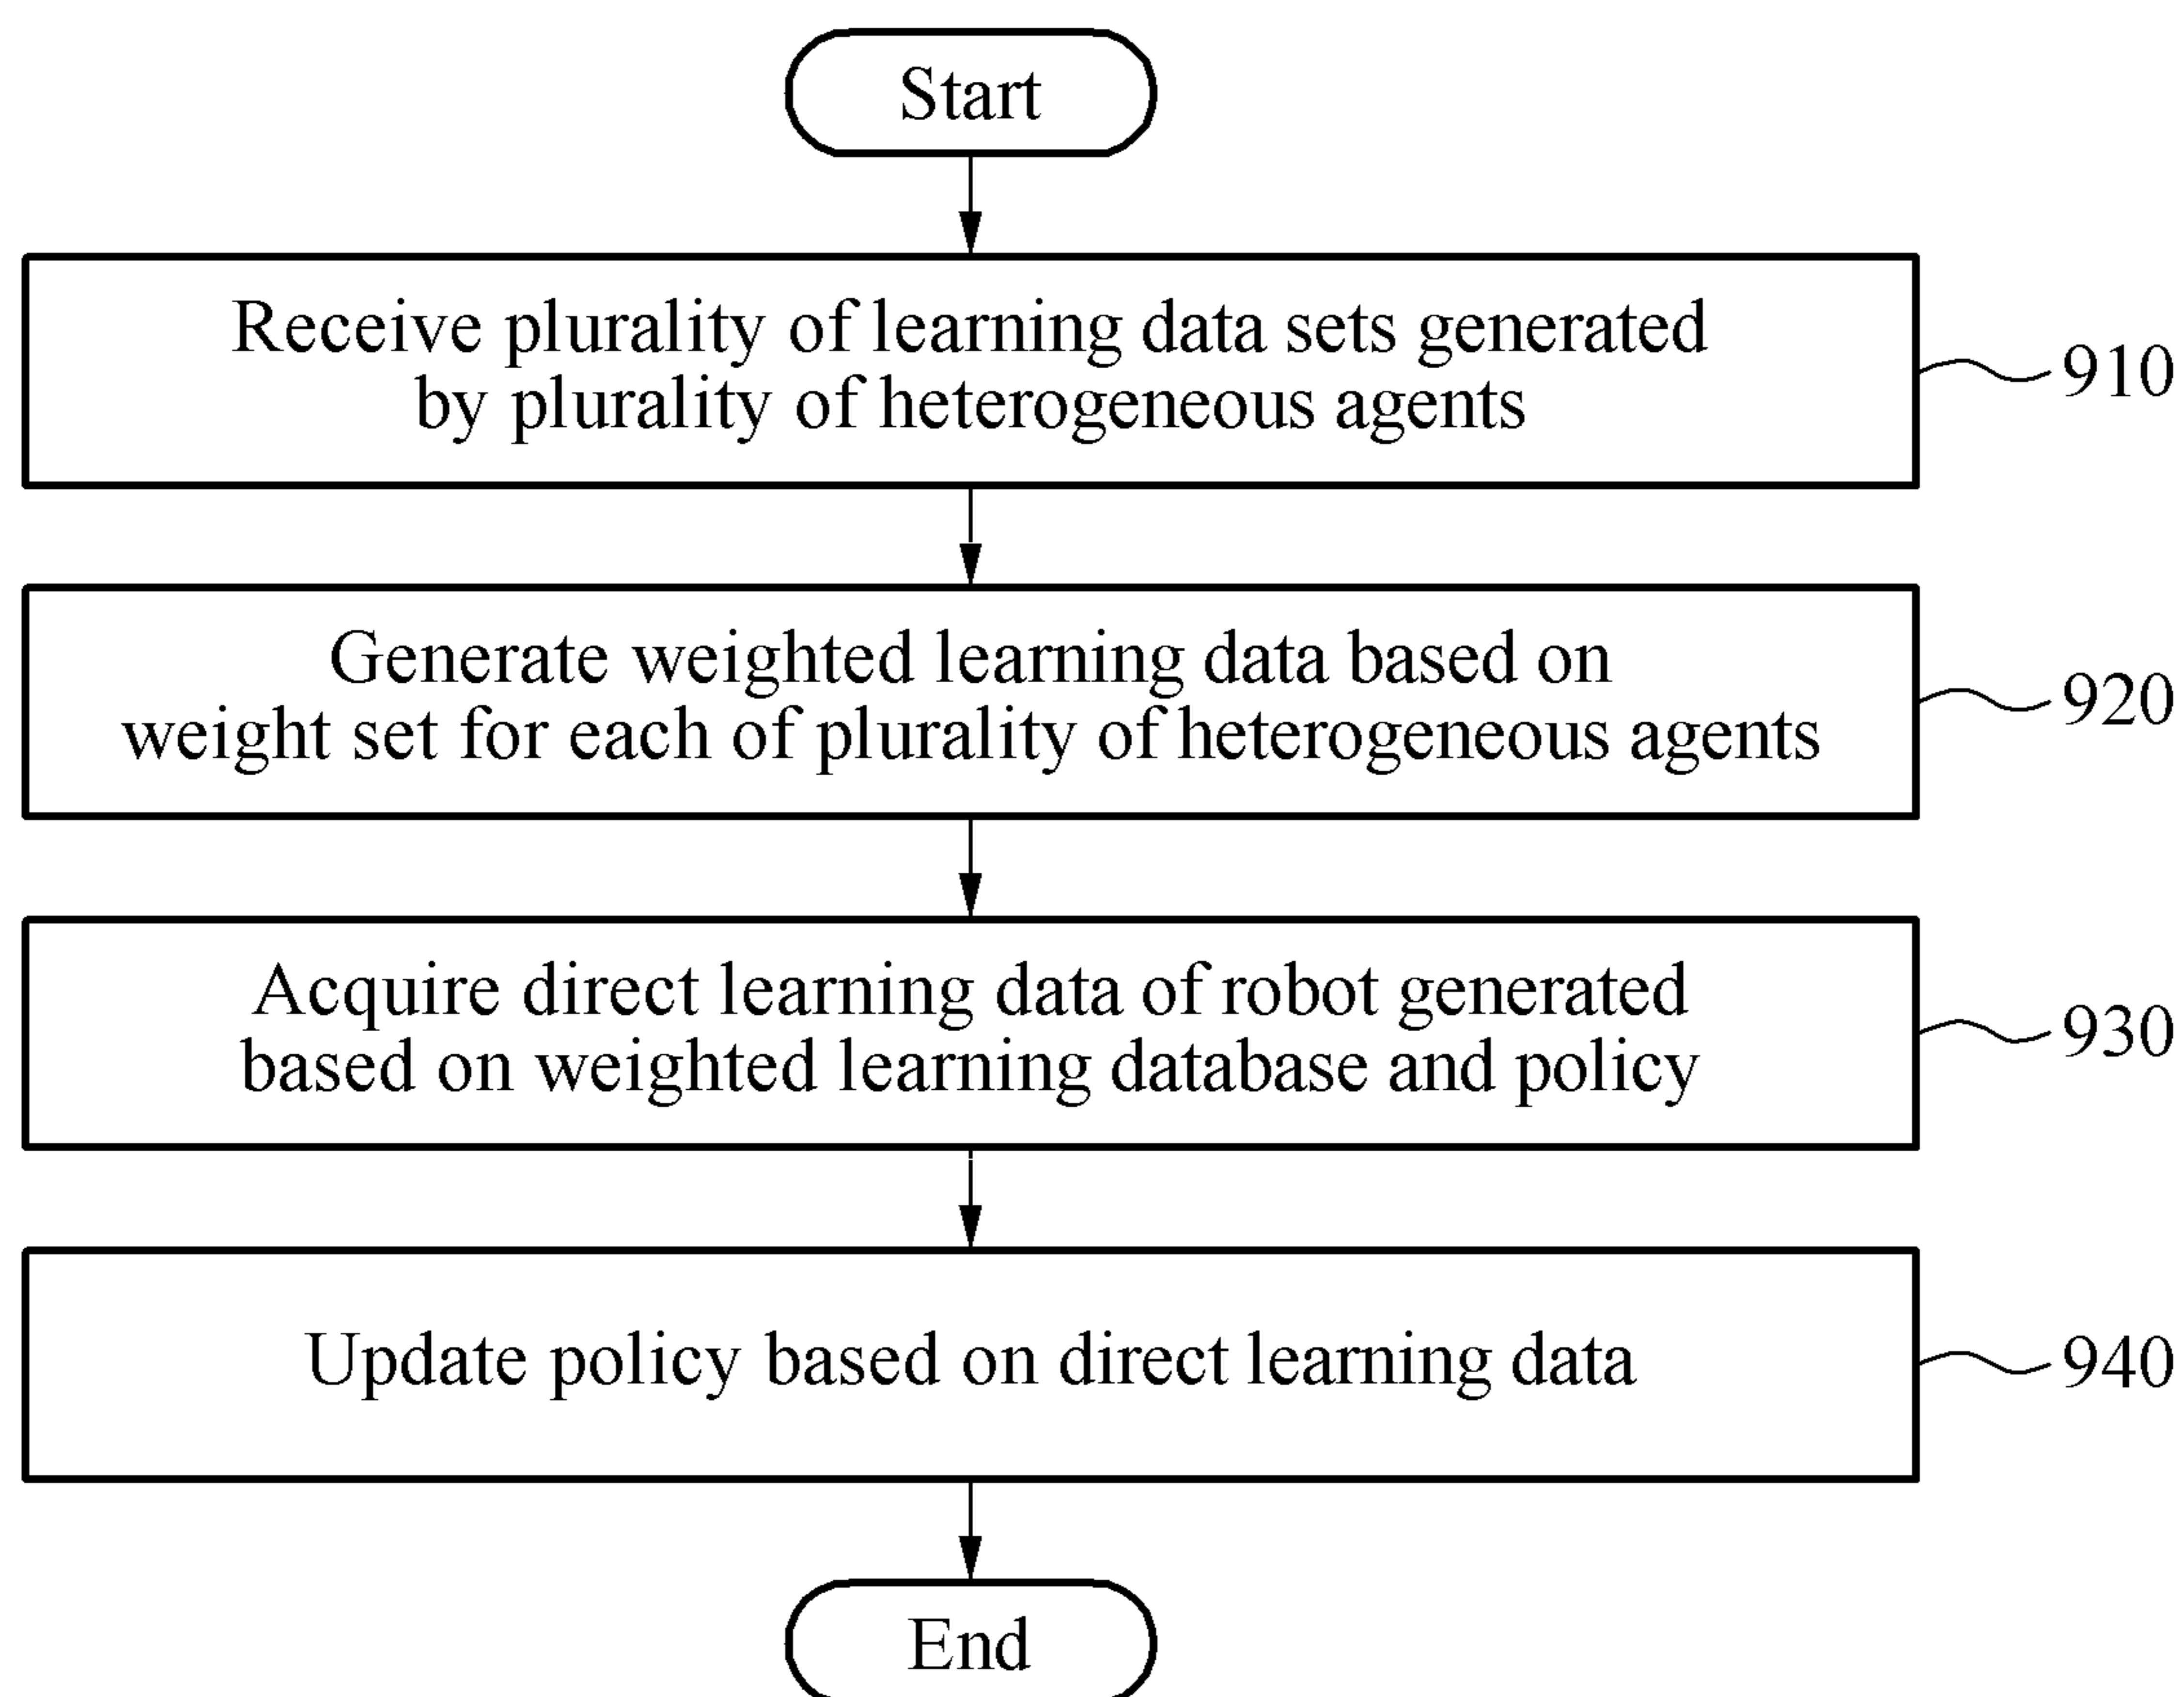 Start
Receive plurality of learning data sets generated
by plurality of heterogeneous agents
910
Generate weighted learning data based on
weight set for each of plurality of heterogeneous agents
920
Acquire direct learning data of robot generated
based on weighted learning database and policy
930
Update policy based on direct learning data
940
End